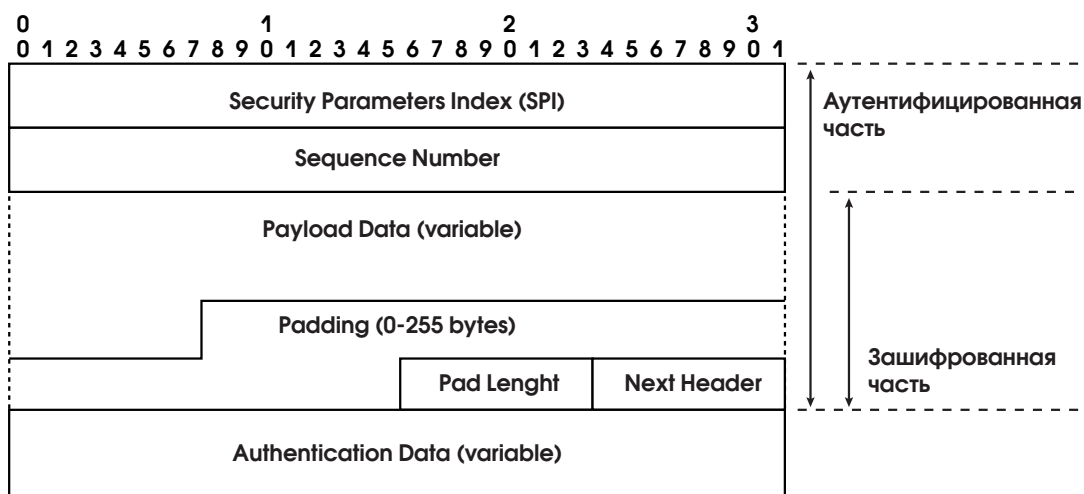 0 1 2 3
0 1 2 3 4 5 6 7 8 9 0 1 2 3 4 5 6 7 8 9 0 1 2 3 4 5 6 7 8 9 0 1
Security Parameters Index (SPI)
Аутентифицированная
часть
Sequence Number
Payload Data (variable)
Padding (0-255 bytes)
Зашифрованная
часть
Pad Lenght Next Header
Authentication Data (variable)